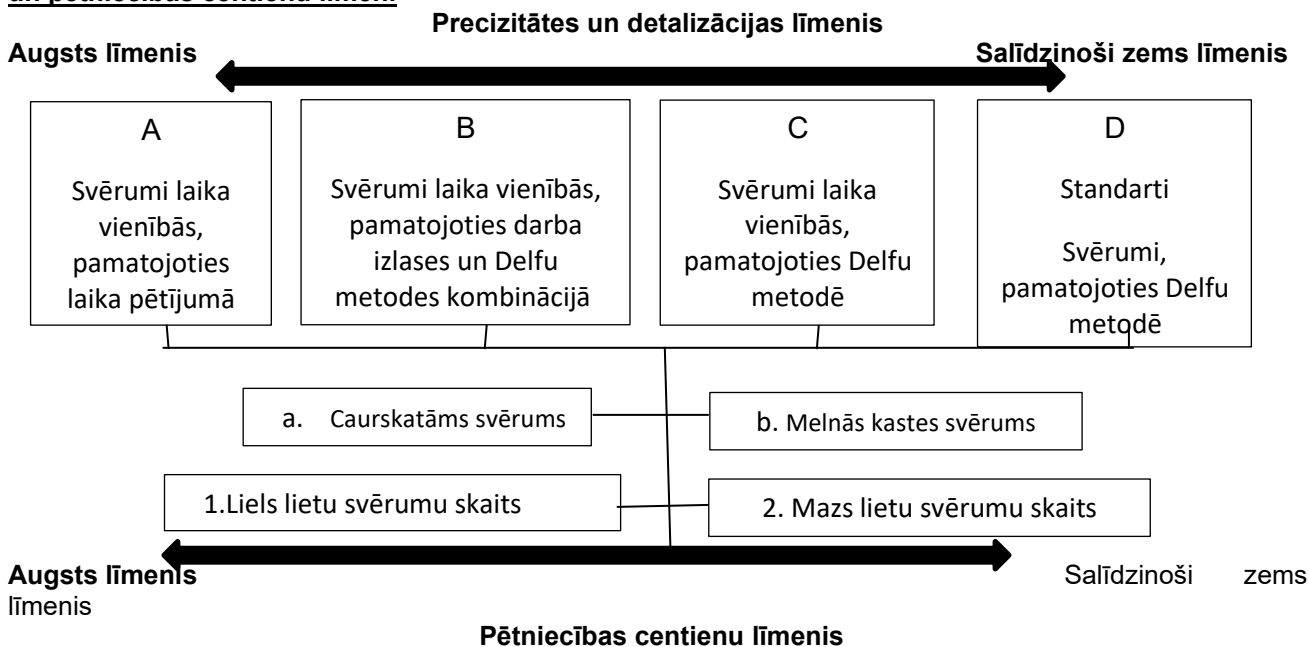 un pētniecības centienu līmeni
Precizitātes un detalizācijas līmenis
Augsts līmenis
Salīdzinoši zems līmenis
A
Svērumi laika
vienībās,
pamatojoties
laika pētījumā
B
Svērumi laika vienībās,
pamatojoties darba
izlases un Delfu
metodes kombinācijā
C
Svērumi laika
vienībās,
pamatojoties Delfu
metodē
D
Standarti
Svērumi,
pamatojoties Delfu
metodē
a. Caurskatāms svērums
b. Melnās kastes svērums
1.Liels lietu svērumu skaits
2. Mazs lietu svērumu skaits
Augsts līmenis Salīdzinoši zems
līmenis
Pētniecības centienu līmenis